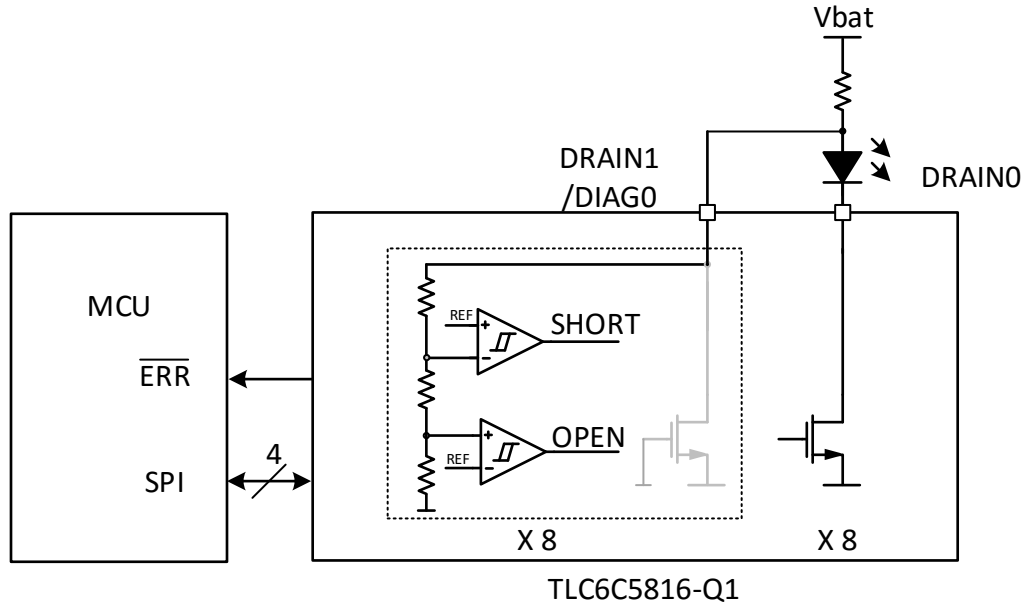 Vbat
DRAIN1
/DIAG0
DRAIN0
MCU
REF
+
SHORT
-
ERR
+
OPEN
REF
-
4
SPI
X 8
X 8
TLC6C5816-Q1